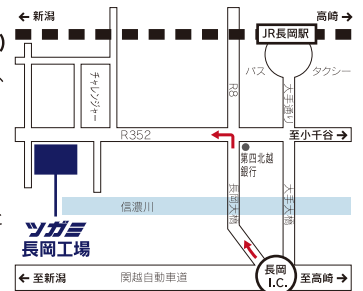 ←新潟
高崎→
JR長岡駅
バス
タクシー
チャレンジャー
R8
大手通り
R352
至小千谷→
第四北越
銀行
信濃川
長岡大橋
大手大橋
ツガミ
長岡工場
長岡
I.C.
←至新潟
関越自動車道
至高崎→